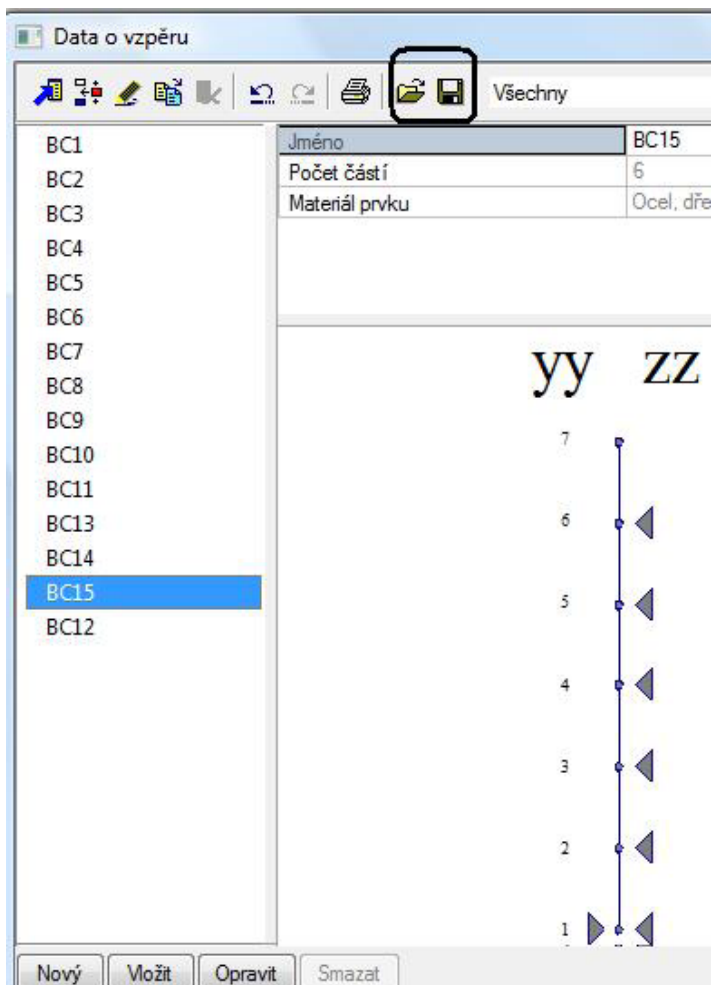 Data o vzpěru
Všechny
BC1
BC2
BC3
BC4
BC5
BC6
BC7
BC8
BC9
BC10
BC11
BC13
BC14
BC15
BC12
Jméno BC15
Počet částí 6
Materiál prvku Ocel, dře
yy zz
7
6
5
4
3
2
1
Nový Vložit Opravit Smazat